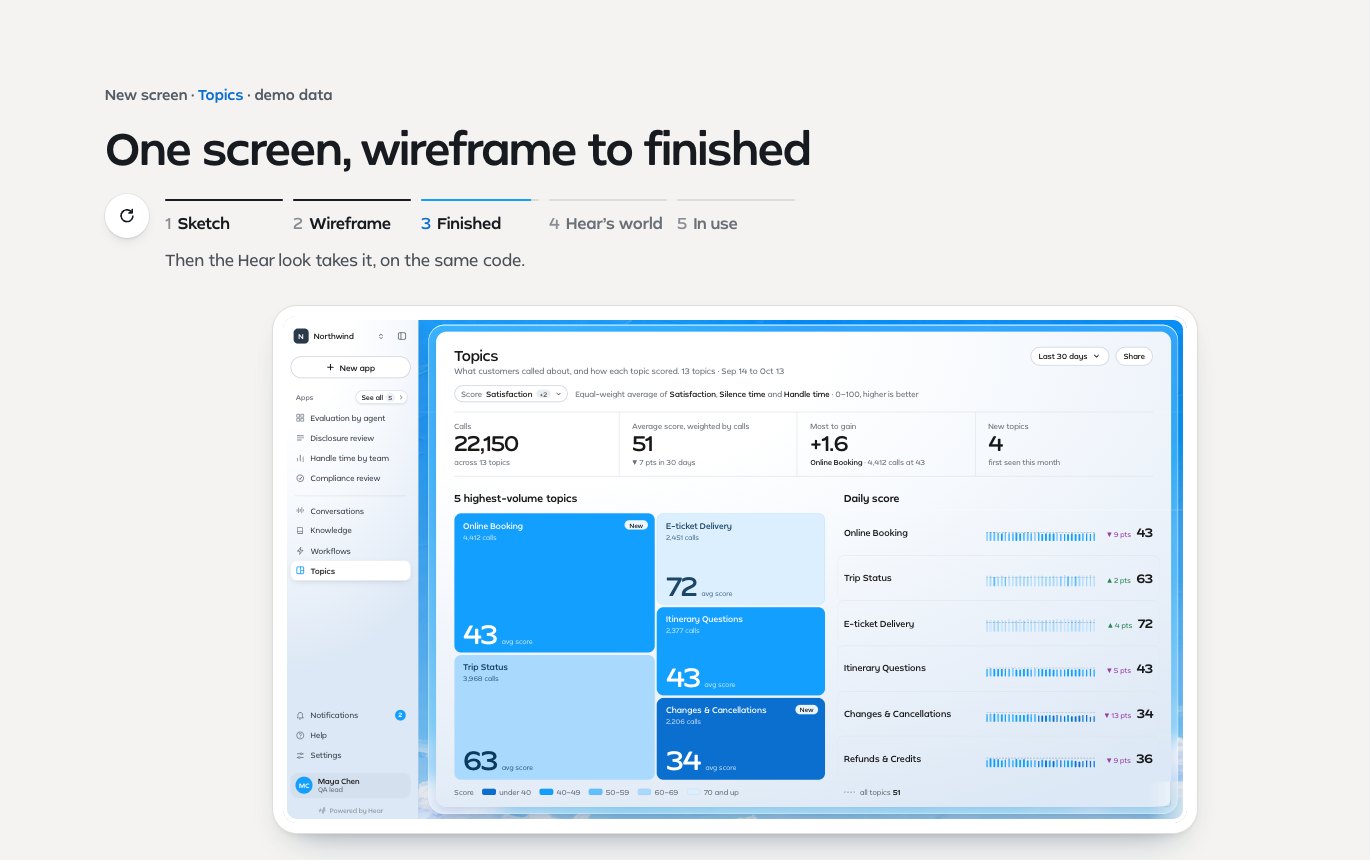 New screen · Topics · demo data
One screen, wireframe to finished
1 Sketch
2 Wireframe
3 Finished
4 Hear's world
5 In use
Then the Hear look takes it, on the same code.
N Northwind
+ New app
Apps
See all 5
Evaluation by agent
Disclosure review
Handle time by team
Compliance review
Conversations
Knowledge
Workflows
Topics
Notifications 2
Help
Settings
MC Maya Chen
QA lead
Powered by Hear
Topics
What customers called about, and how each topic scored. 13 topics · Sep 14 to Oct 13
Last 30 days
Share
Score Satisfaction +2
Equal-weight average of Satisfaction, Silence time and Handle time · 0–100, higher is better
Calls
22,150
across 13 topics
Average score, weighted by calls
51
▼ 7 pts in 30 days
Most to gain
+1.6
Online Booking · 4,412 calls at 43
New topics
4
first seen this month
5 highest-volume topics
Online Booking New
4,412 calls
43 avg score
Trip Status
3,968 calls
63 avg score
E-ticket Delivery
2,451 calls
72 avg score
Itinerary Questions
2,377 calls
43 avg score
Changes & Cancellations New
2,206 calls
34 avg score
Score under 40 40–49 50–59 60–69 70 and up
Daily score
Online Booking ▼ 9 pts 43
Trip Status ▲ 2 pts 63
E-ticket Delivery ▲ 4 pts 72
Itinerary Questions ▼ 5 pts 43
Changes & Cancellations ▼ 13 pts 34
Refunds & Credits ▼ 9 pts 36
all topics 51